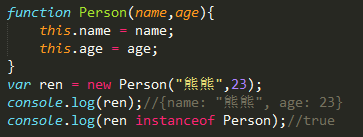 function Person(name,age){
    this.name = name;
    this.age = age;
}
var ren = new Person("熊熊",23);
console.log(ren);//{name: "熊熊", age: 23}
console.log(ren instanceof Person);//true